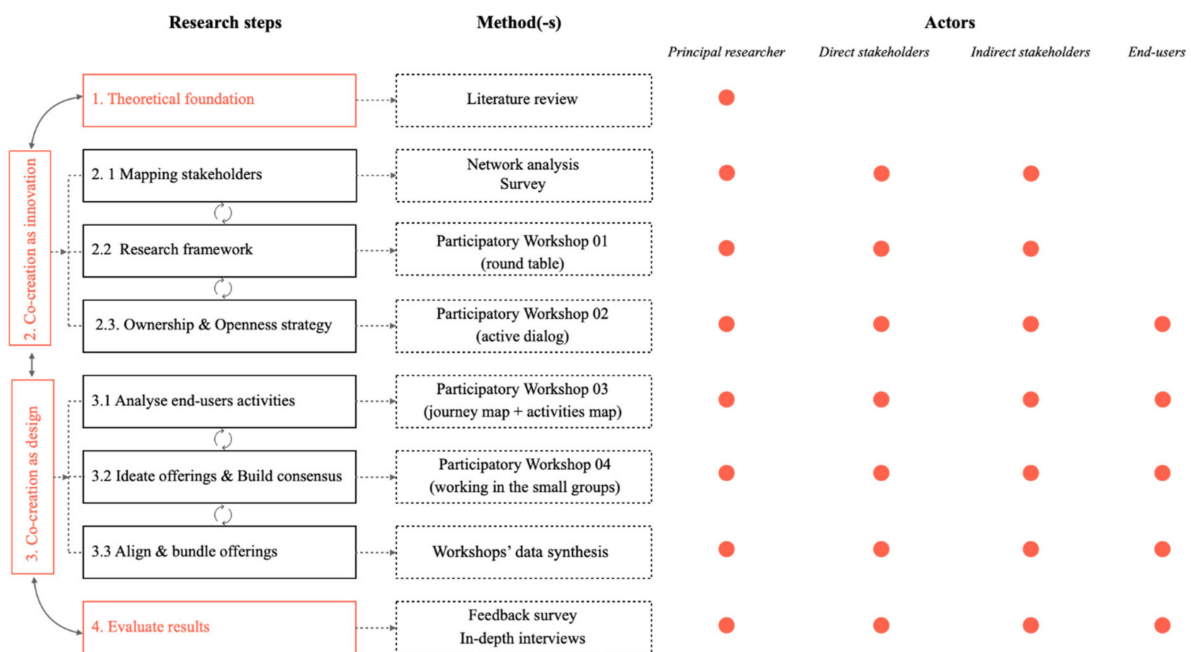 Research steps
Method(-s)
Actors
Principal researcher
Direct stakeholders
Indirect stakeholders
End-users
1. Theoretical foundation
Literature review
2. Co-creation as innovation
2. 1 Mapping stakeholders
Network analysis
Survey
2.2 Research framework
Participatory Workshop 01
(round table)
2.3. Ownership & Openness strategy
Participatory Workshop 02
(active dialog)
3. Co-creation as design
3.1 Analyse end-users activities
Participatory Workshop 03
(journey map + activities map)
3.2 Ideate offerings & Build consensus
Participatory Workshop 04
(working in the small groups)
3.3 Align & bundle offerings
Workshops’ data synthesis
4. Evaluate results
Feedback survey
In-depth interviews